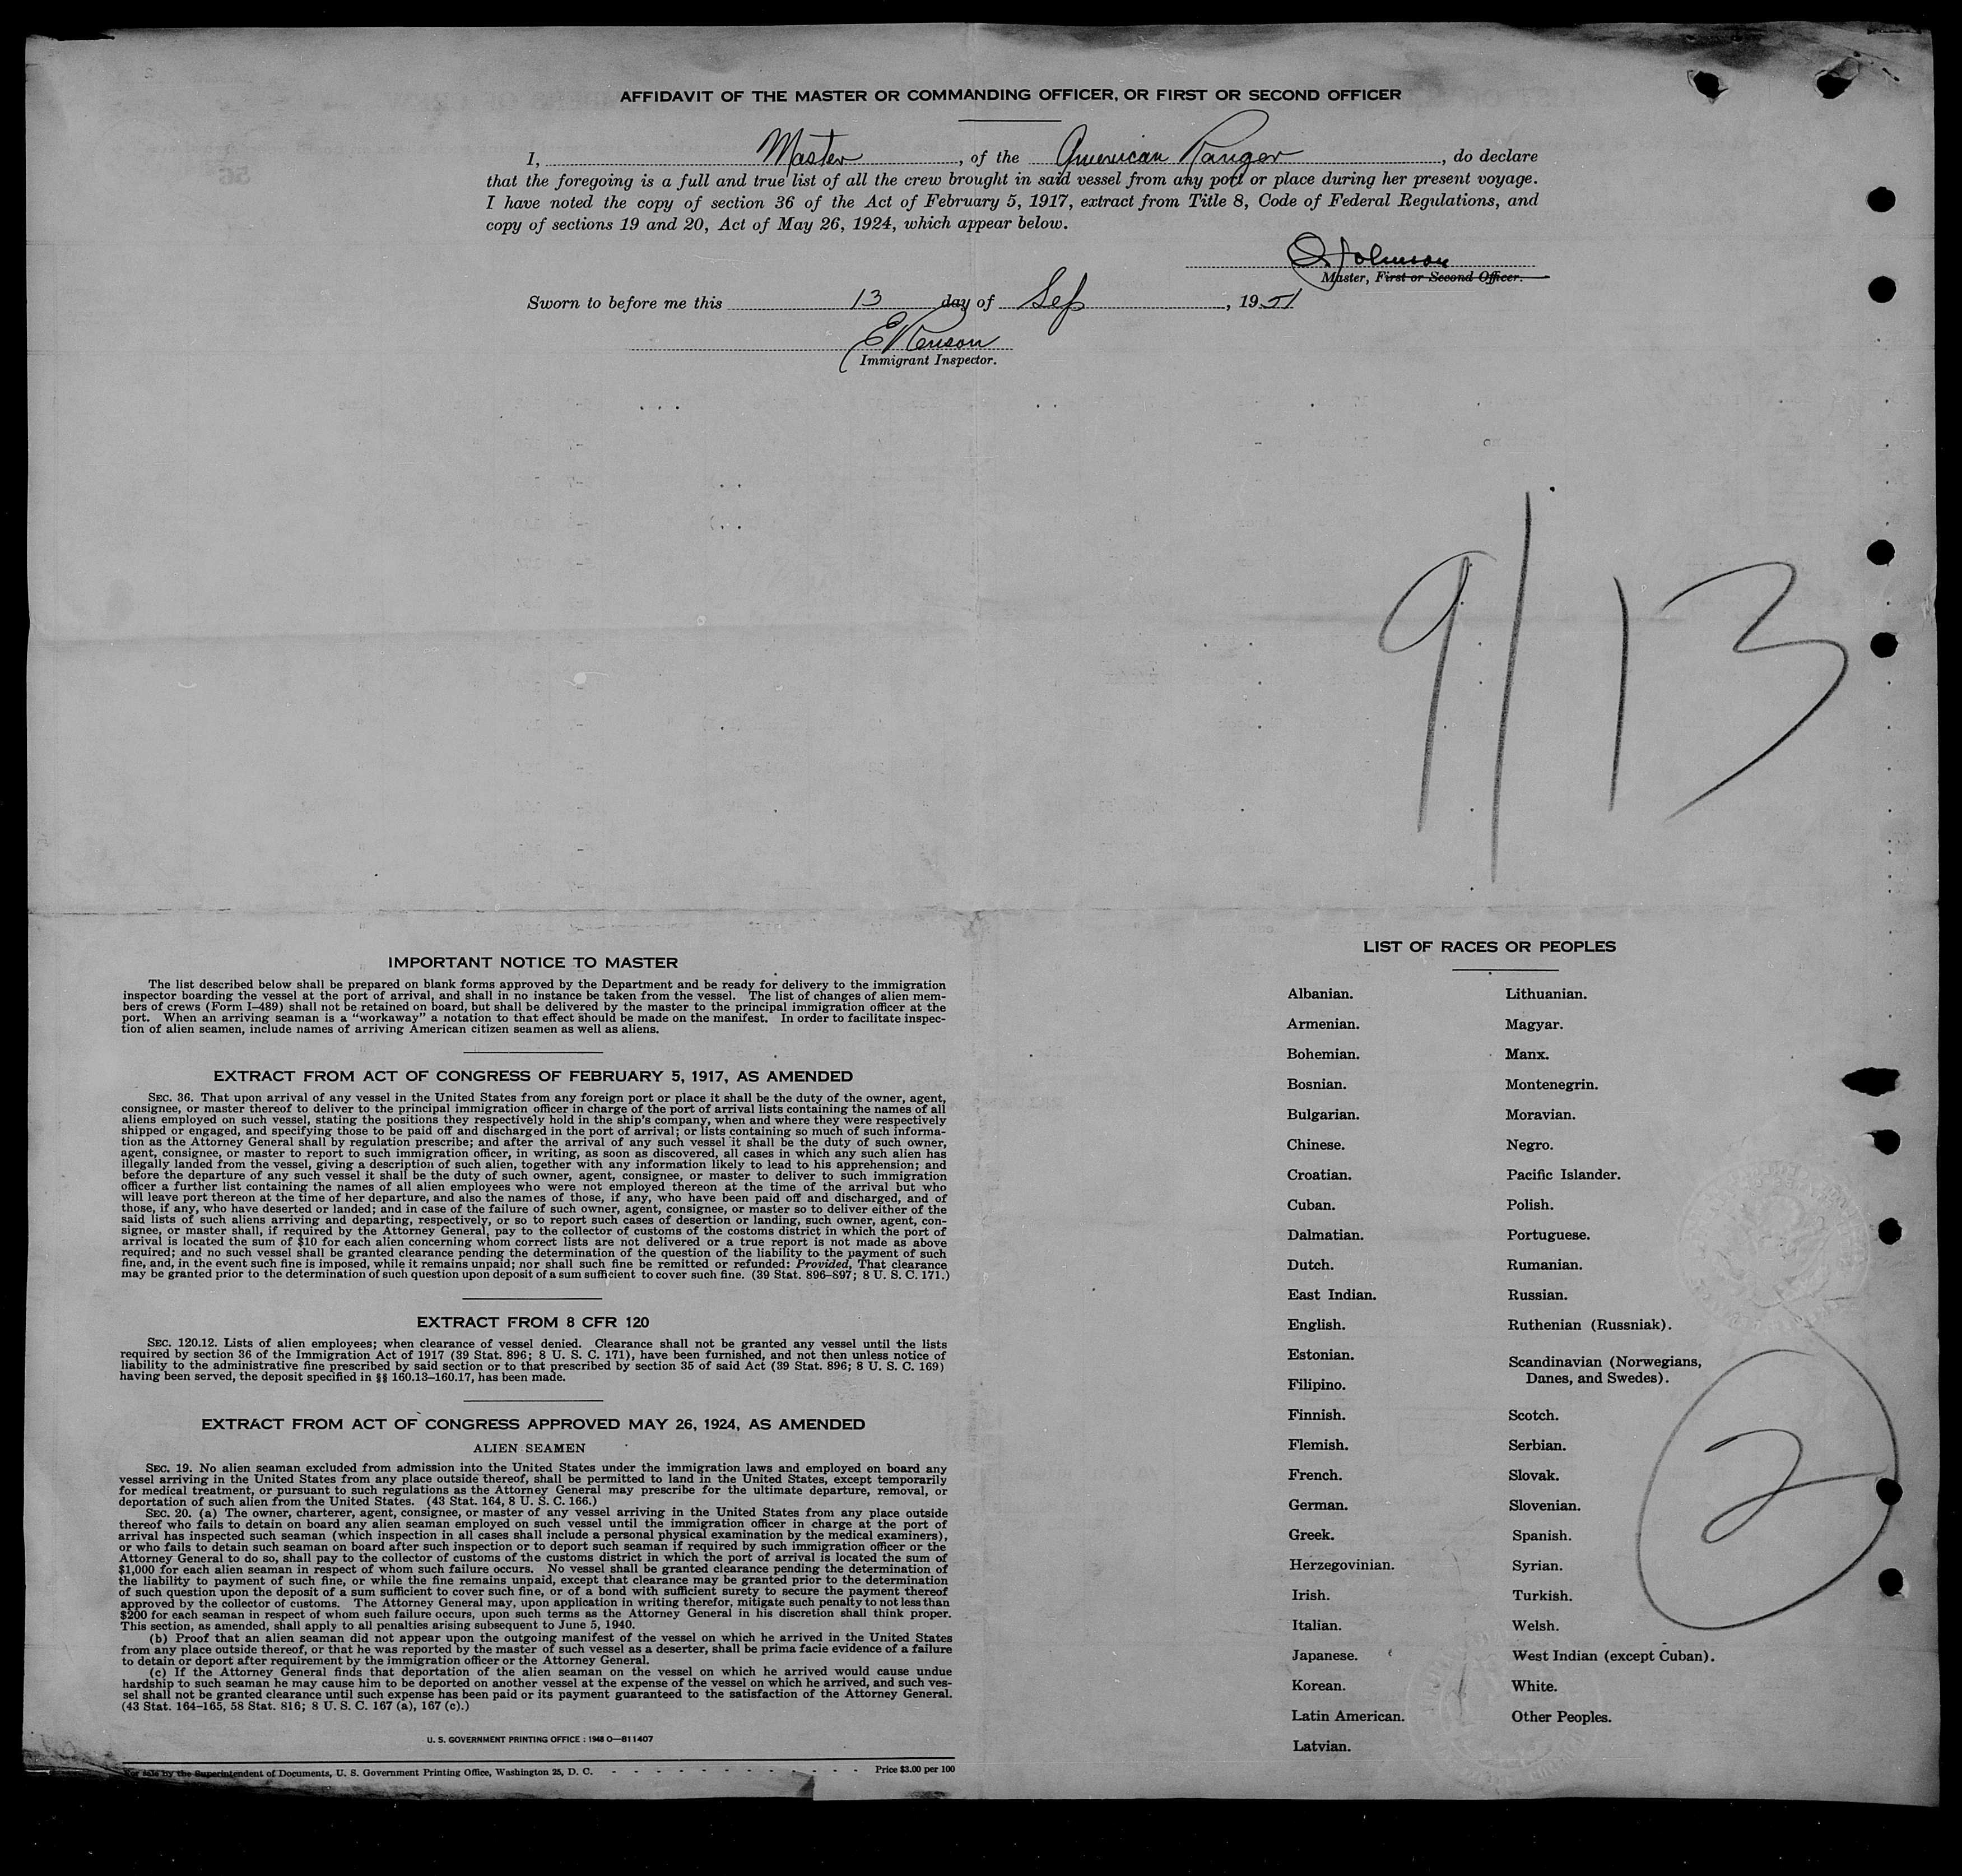 AFFIDAVIT OF THE MASTER OR COMMANDING OFFICER, OR FIRST OR SECOND OFFICER
I, Master, of the American Ranger, do declare
that the foregoing is a full and true list of all the crew brought in said vessel from any port or place during her present voyage.
I have noted the copy of section 36 of the Act of February 5, 1917, extract from Title 8, Code of Federal Regulations, and
copy of sections 19 and 20, Act of May 26, 1924, which appear below.
Johnson
Master, First or Second Officer.
Sworn to before me this 13 day of Sep, 1951
Immigrant Inspector.
9/13
IMPORTANT NOTICE TO MASTER
The list described below shall be prepared on blank forms approved by the Department and be ready for delivery to the immigration
inspector boarding the vessel at the port of arrival, and shall in no instance be taken from the vessel. The list of changes of alien mem-
bers of crews (Form I–489) shall not be retained on board, but shall be delivered by the master to the principal immigration officer at the
port. When an arriving seaman is a “workaway” a notation to that effect should be made on the manifest. In order to facilitate inspec-
tion of alien seamen, include names of arriving American citizen seamen as well as aliens.
EXTRACT FROM ACT OF CONGRESS OF FEBRUARY 5, 1917, AS AMENDED
SEC. 36. That upon arrival of any vessel in the United States from any foreign port or place it shall be the duty of the owner, agent,
consignee, or master thereof to deliver to the principal immigration officer in charge of the port of arrival lists containing the names of all
aliens employed on such vessel, stating the positions they respectively hold in the ship's company, when and where they were respectively
shipped or engaged, and specifying those to be paid off and discharged in the port of arrival; or lists containing so much of such informa-
tion as the Attorney General shall by regulation prescribe; and after the arrival of any such vessel it shall be the duty of such owner,
agent, consignee, or master to report to such immigration officer, in writing, as soon as discovered, all cases in which any such alien has
illegally landed from the vessel, giving a description of such alien, together with any information likely to lead to his apprehension; and
before the departure of any such vessel it shall be the duty of such owner, agent, consignee, or master to deliver to such immigration
officer a further list containing the names of all alien employees who were not employed thereon at the time of the arrival but who
will leave port thereon at the time of her departure, and also the names of those, if any, who have been paid off and discharged, and of
those, if any, who have deserted or landed; and in case of the failure of such owner, agent, consignee, or master so to deliver either of the
said lists of such aliens arriving and departing, respectively, or so to report such cases of desertion or landing, such owner, agent, con-
signee, or master shall, if required by the Attorney General, pay to the collector of customs of the costoms district in which the port of
arrival is located the sum of $10 for each alien concerning whom correct lists are not delivered or a true report is not made as above
required; and no such vessel shall be granted clearance pending the determination of the question of the liability to the payment of such
fine, and, in the event such fine is imposed, while it remains unpaid; nor shall such fine be remitted or refunded: Provided, That clearance
may be granted prior to the determination of such question upon deposit of a sum sufficient to cover such fine. (39 Stat. 896–897; 8 U. S. C. 171.)
EXTRACT FROM 8 CFR 120
SEC. 120.12. Lists of alien employees; when clearance of vessel denied. Clearance shall not be granted any vessel until the lists
required by section 36 of the Immigration Act of 1917 (39 Stat. 896; 8 U. S. C. 171), have been furnished, and not then unless notice of
liability to the administrative fine prescribed by said section or to that prescribed by section 35 of said Act (39 Stat. 896; 8 U. S. C. 169)
having been served, the deposit specified in §§ 160.13–160.17, has been made.
EXTRACT FROM ACT OF CONGRESS APPROVED MAY 26, 1924, AS AMENDED
ALIEN SEAMEN
SEC. 19. No alien seaman excluded from admission into the United States under the immigration laws and employed on board any
vessel arriving in the United States from any place outside thereof, shall be permitted to land in the United States, except temporarily
for medical treatment, or pursuant to such regulations as the Attorney General may prescribe for the ultimate departure, removal, or
deportation of such alien from the United States. (43 Stat. 164, 8 U. S. C. 166.)
SEC. 20. (a) The owner, charterer, agent, consignee, or master of any vessel arriving in the United States from any place outside
thereof who fails to detain on board any alien seaman employed on such vessel until the immigration officer in charge at the port of
arrival has inspected such seaman (which inspection in all cases shall include a personal physical examination by the medical examiners),
or who fails to detain such seaman on board after such inspection or to deport such seaman if required by such immigration officer or the
Attorney General to do so, shall pay to the collector of customs of the customs district in which the port of arrival is located the sum of
$1,000 for each alien seaman in respect of whom such failure occurs. No vessel shall be granted clearance pending the determination of
the liability to payment of such fine, or while the fine remains unpaid, except that clearance may be granted prior to the determination
of such question upon the deposit of a sum sufficient to cover such fine, or of a bond with sufficient surety to secure the payment thereof
approved by the collector of customs. The Attorney General may, upon application in writing therefor, mitigate such penalty to not less than
$200 for each seaman in respect of whom such failure occurs, upon such terms as the Attorney General in his discretion shall think proper.
This section, as amended, shall apply to all penalties arising subsequent to June 5, 1940.
(b) Proof that an alien seaman did not appear upon the outgoing manifest of the vessel on which he arrived in the United States
from any place outside thereof, or that he was reported by the master of such vessel as a deserter, shall be prima facie evidence of a failure
to detain or deport after requirement by the immigration officer or the Attorney General.
(c) If the Attorney General finds that deportation of the alien seaman on the vessel on which he arrived would cause undue
hardship to such seaman he may cause him to be deported on another vessel at the expense of the vessel on which he arrived, and such ves-
sel shall not be granted clearance until such expense has been paid or its payment guaranteed to the satisfaction of the Attorney General.
(43 Stat. 164–165, 58 Stat. 816; 8 U. S. C. 167 (a), 167 (c).)
U. S. GOVERNMENT PRINTING OFFICE : 1948 O—811407
For sale by the Superintendent of Documents, U. S. Government Printing Office, Washington 25, D. C. - - - - - - - - - - - Price $3.00 per 100
LIST OF RACES OR PEOPLES
Albanian.
Armenian.
Bohemian.
Bosnian.
Bulgarian.
Chinese.
Croatian.
Cuban.
Dalmatian.
Dutch.
East Indian.
English.
Estonian.
Filipino.
Finnish.
Flemish.
French.
German.
Greek.
Herzegovinian.
Irish.
Italian.
Japanese.
Korean.
Latin American.
Latvian.
Lithuanian.
Magyar.
Manx.
Montenegrin.
Moravian.
Negro.
Pacific Islander.
Polish.
Portuguese.
Rumanian.
Russian.
Ruthenian (Russniak).
Scandinavian (Norwegians,
Danes, and Swedes).
Scotch.
Serbian.
Slovak.
Slovenian.
Spanish.
Syrian.
Turkish.
Welsh.
West Indian (except Cuban).
White.
Other Peoples.
2